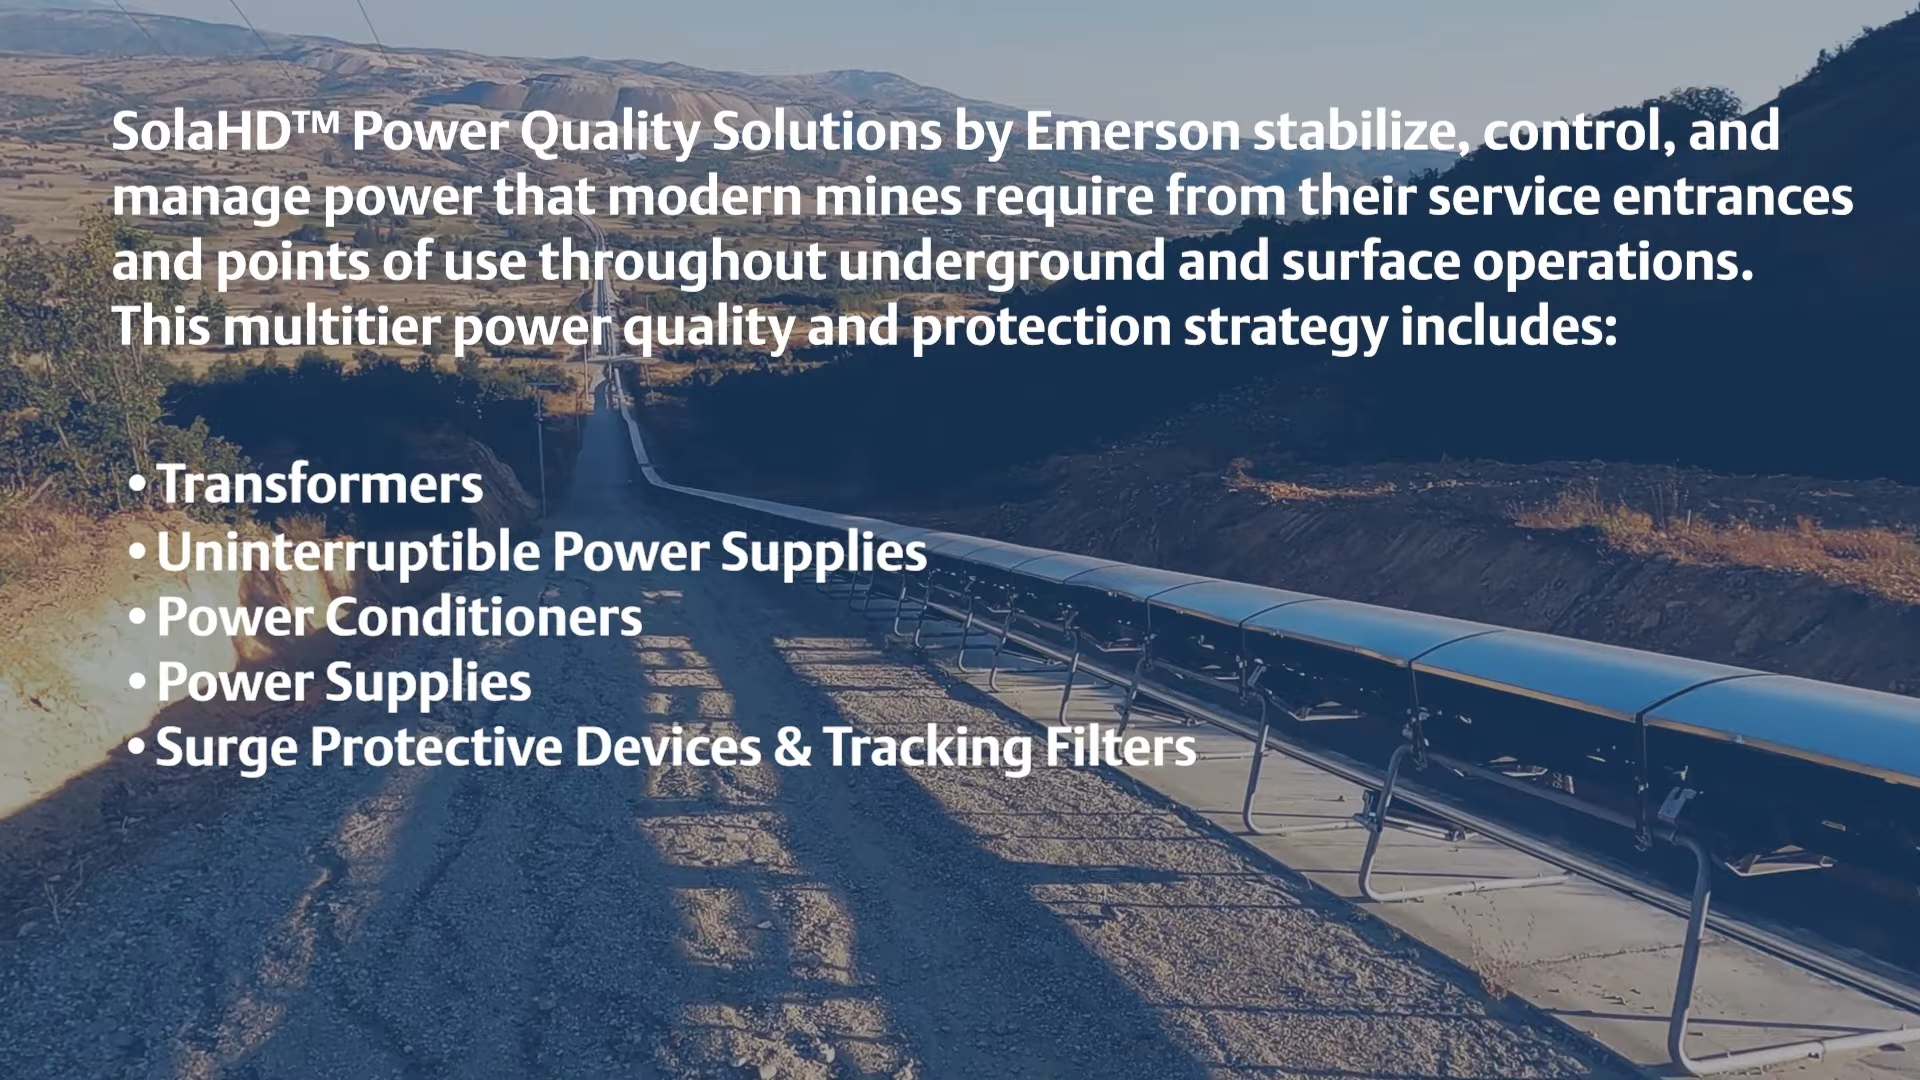 SolaHD™ Power Quality Solutions by Emerson stabilize, control, and
manage power that modern mines require from their service entrances
and points of use throughout underground and surface operations.
This multitier power quality and protection strategy includes:
• Transformers
• Uninterruptible Power Supplies
• Power Conditioners
• Power Supplies
• Surge Protective Devices & Tracking Filters